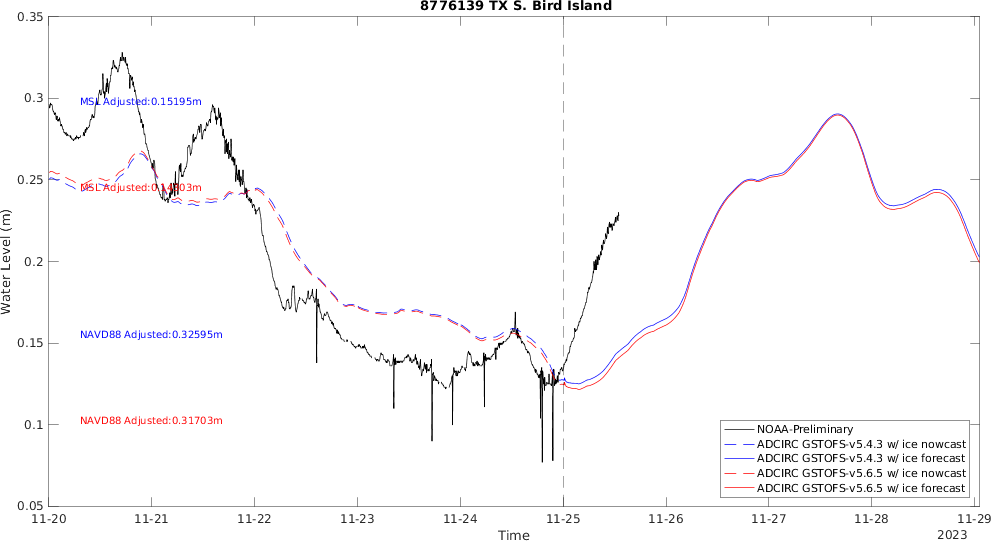 8776139 TX S. Bird Island
0.35
0.3
0.25
0.2
0.15
0.1
0.05
Water Level (m)
MSL Adjusted:0.15195m
MSL Adjusted:0.14303m
NAVD88 Adjusted:0.32595m
NAVD88 Adjusted:0.31703m
NOAA-Preliminary
ADCIRC GSTOFS-v5.4.3 w/ ice nowcast
ADCIRC GSTOFS-v5.4.3 w/ ice forecast
ADCIRC GSTOFS-v5.6.5 w/ ice nowcast
ADCIRC GSTOFS-v5.6.5 w/ ice forecast
11-20 11-21 11-22 11-23 11-24 11-25 11-26 11-27 11-28 11-29
Time
2023